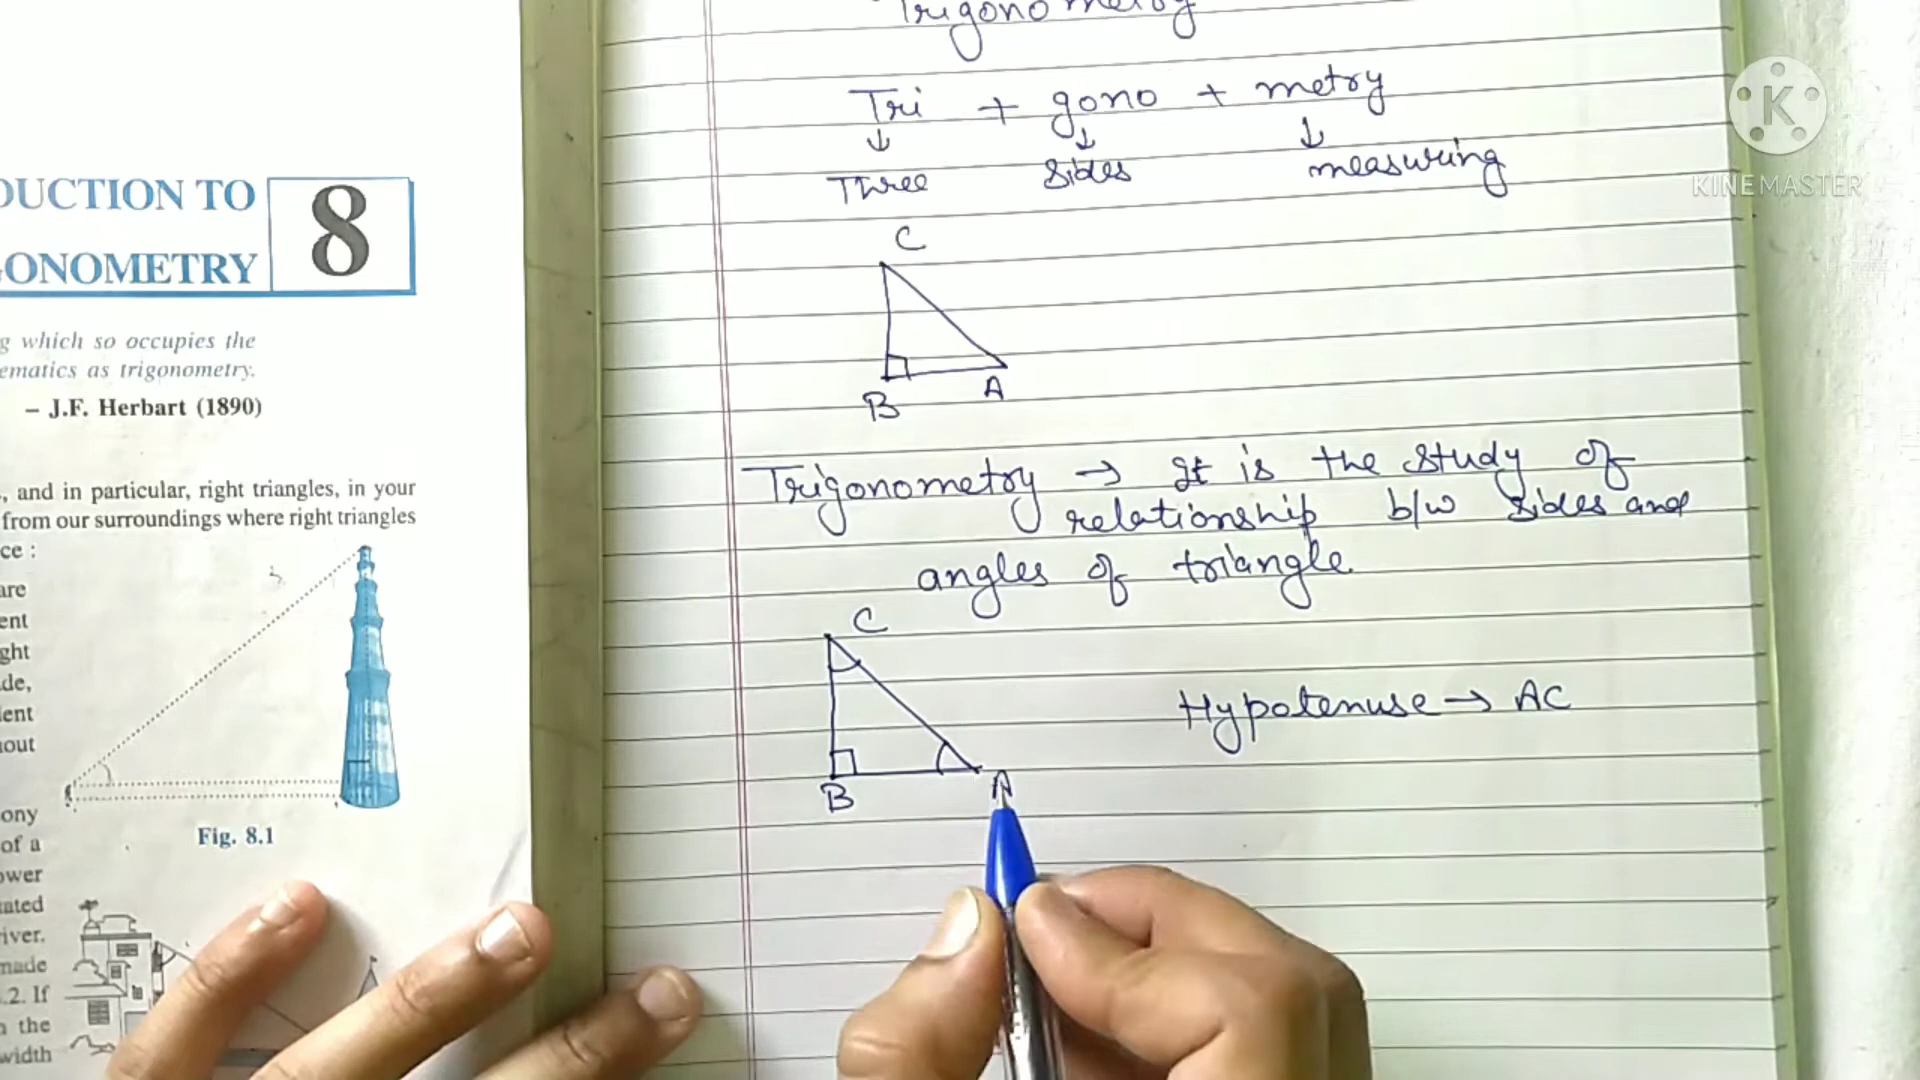 DUCTION TO
GONOMETRY
8
g which so occupies the
ematics as trigonometry.
– J.F. Herbart (1890)
, and in particular, right triangles, in your
from our surroundings where right triangles
ce :
are
ent
ght
de,
ent
out
Fig. 8.1
ony
of a
ower
ated
iver.
made
.2. If
the
width
Trigonometry
Tri + gono + metry
Three sides measuring
C
B A
Trigonometry → It is the study of
relationship b/w sides and
angles of triangle.
C
Hypotenuse → AC
B A
K
KINEMASTER